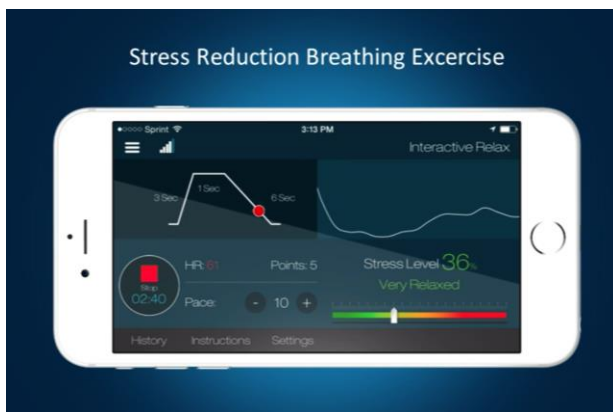 Stress Reduction Breathing Excercise
Sprint 3:13 PM
Interactive Relax
3 Sec 1 Sec 6 Sec
HR: 61 Points: 5
Stop
02:40
Pace: - 10 +
Stress Level 36%
Very Relaxed
History Instructions Settings